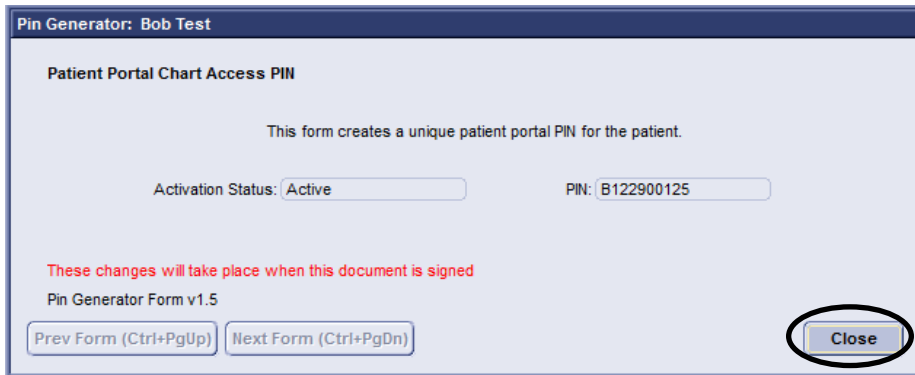 Pin Generator: Bob Test
Patient Portal Chart Access PIN
This form creates a unique patient portal PIN for the patient.
Activation Status: Active PIN: B122900125
These changes will take place when this document is signed
Pin Generator Form v1.5
Prev Form (Ctrl+PgUp) Next Form (Ctrl+PgDn) Close